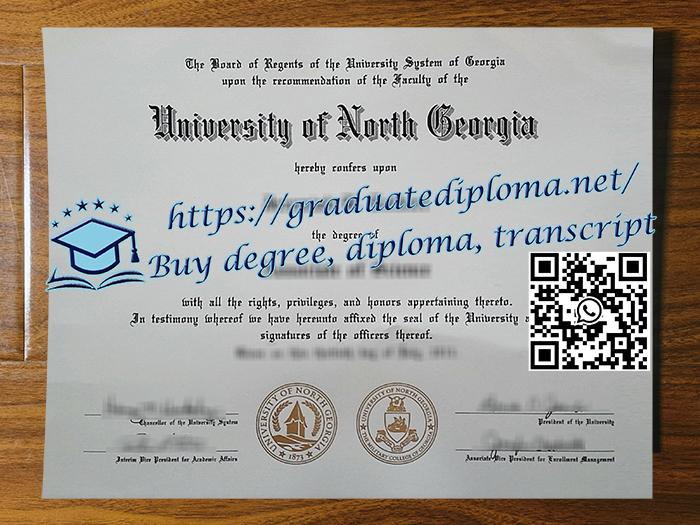 The Board of Regents of the University System of Georgia
upon the recommendation of the Faculty of the
University of North Georgia
hereby confers upon
https://graduatediploma.net/
the degree of
Buy degree, diploma, transcript
with all the rights, privileges, and honors appertaining thereto.
In testimony whereof we have hereunto affixed the seal of the University a
signatures of the officers thereof.
UNIVERSITY OF NORTH GEORGIA
1873
UNIVERSITY OF NORTH GEORGIA
THE MILITARY COLLEGE OF GEORGIA
Chancellor of the University System
President of the University
Interim Vice President for Academic Affairs
Associate Vice President for Enrollment Management